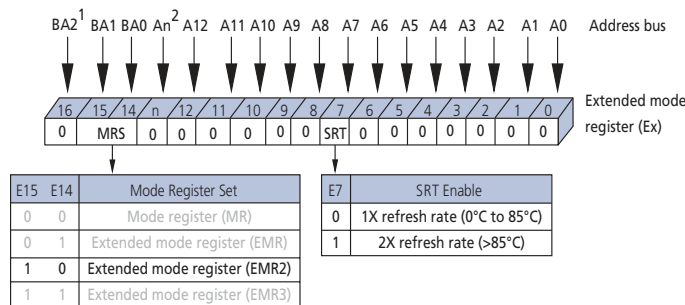 BA2¹ BA1 BA0 An² A12 A11 A10 A9 A8 A7 A6 A5 A4 A3 A2 A1 A0 Address bus
16 15 14 n 12 11 10 9 8 7 6 5 4 3 2 1 0
Extended mode
register (Ex)
0 MRS 0 0 0 0 0 0 SRT 0 0 0 0 0 0 0
E15 E14 Mode Register Set
0 0 Mode register (MR)
0 1 Extended mode register (EMR)
1 0 Extended mode register (EMR2)
1 1 Extended mode register (EMR3)
E7 SRT Enable
0 1X refresh rate (0°C to 85°C)
1 2X refresh rate (>85°C)